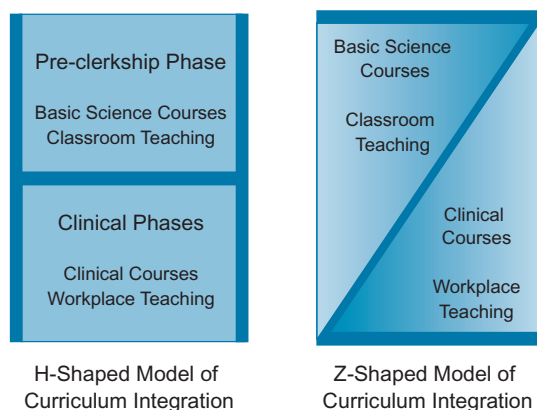 Pre-clerkship Phase
Basic Science Courses
Classroom Teaching
Clinical Phases
Clinical Courses
Workplace Teaching
H-Shaped Model of
Curriculum Integration
Basic Science
Courses
Classroom
Teaching
Clinical
Courses
Workplace
Teaching
Z-Shaped Model of
Curriculum Integration